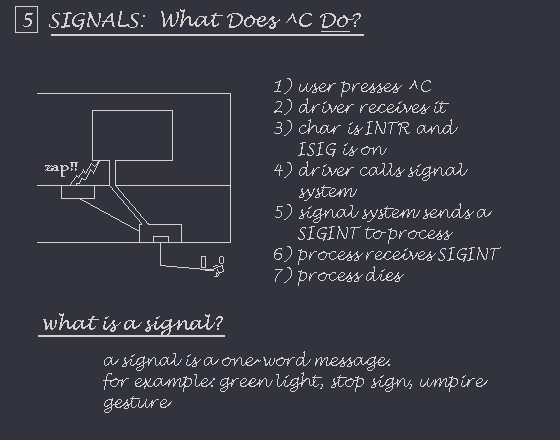 5 SIGNALS: What Does ^C Do?
1) user presses ^C
2) driver receives it
3) char is INTR and
ISIG is on
zap!!
4) driver calls signal
system
5) signal system sends a
SIGINT to process
6) process receives SIGINT
7) process dies
what is a signal?
a signal is a one-word message.
for example: green light, stop sign, umpire
gesture